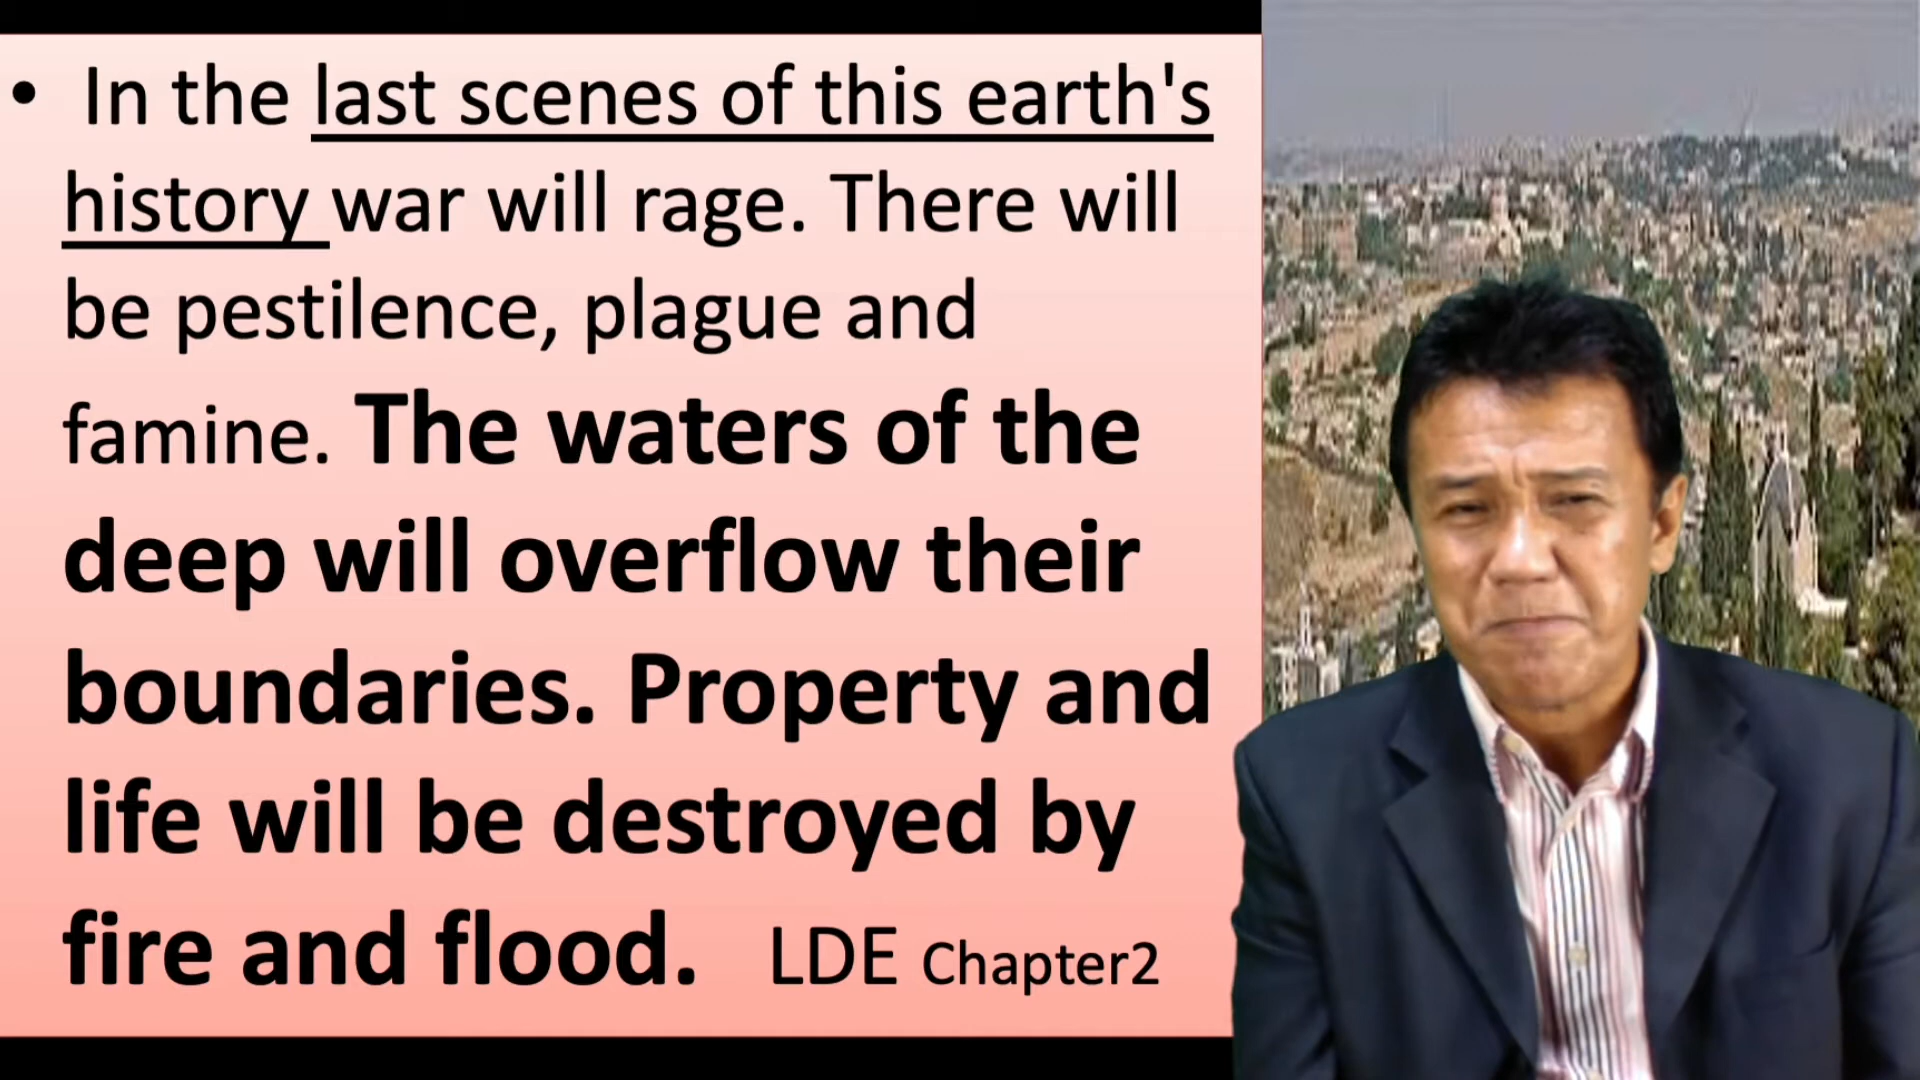 • In the last scenes of this earth's
history war will rage. There will
be pestilence, plague and
famine. The waters of the
deep will overflow their
boundaries. Property and
life will be destroyed by
fire and flood. LDE Chapter2